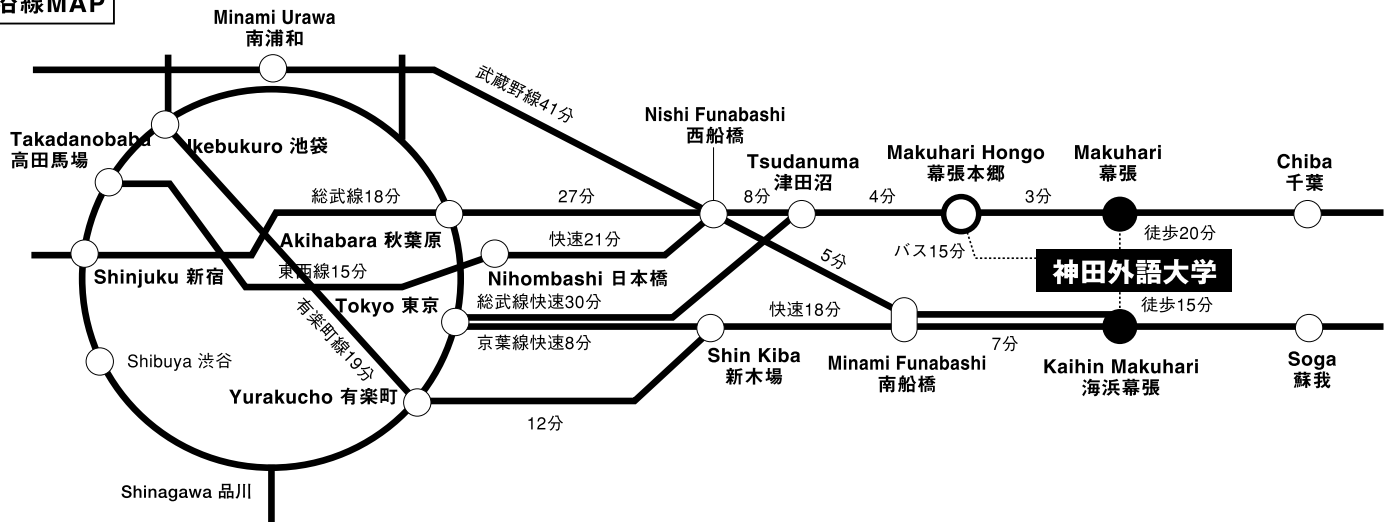 沿線MAP
Minami Urawa
南浦和
武蔵野線41分
Nishi Funabashi
西船橋
Takadanobaba
高田馬場
Ikebukuro 池袋
Tsudanuma
津田沼
Makuhari Hongo
幕張本郷
Makuhari
幕張
Chiba
千葉
総武線18分
27分
8分
4分
3分
Akihabara 秋葉原
快速21分
バス15分
徒歩20分
Shinjuku 新宿
東西線15分
Nihombashi 日本橋
5分
神田外語大学
Tokyo 東京
総武線快速30分
快速18分
徒歩15分
有楽町線19分
京葉線快速8分
7分
Shibuya 渋谷
Shin Kiba
新木場
Minami Funabashi
南船橋
Kaihin Makuhari
海浜幕張
Soga
蘇我
Yurakucho 有楽町
12分
Shinagawa 品川